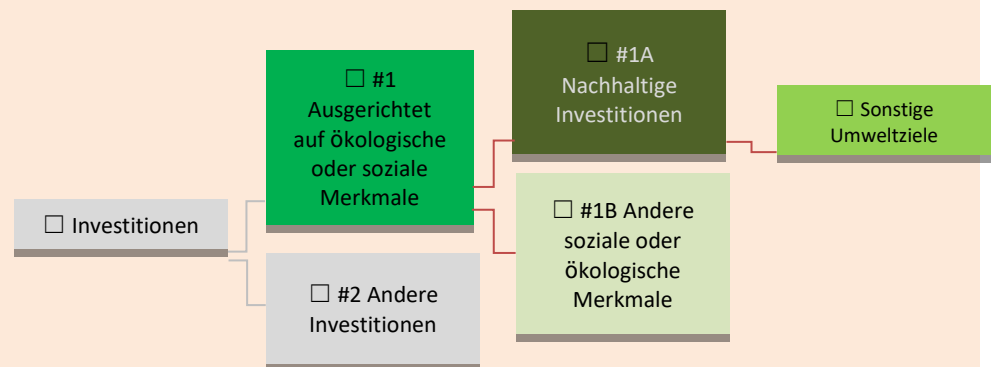 ☐ #1
Ausgerichtet
auf ökologische
oder soziale
Merkmale
☐ #1A
Nachhaltige
Investitionen
☐ Sonstige
Umweltziele
☐ #1B Andere
soziale oder
ökologische
Merkmale
☐ Investitionen
☐ #2 Andere
Investitionen